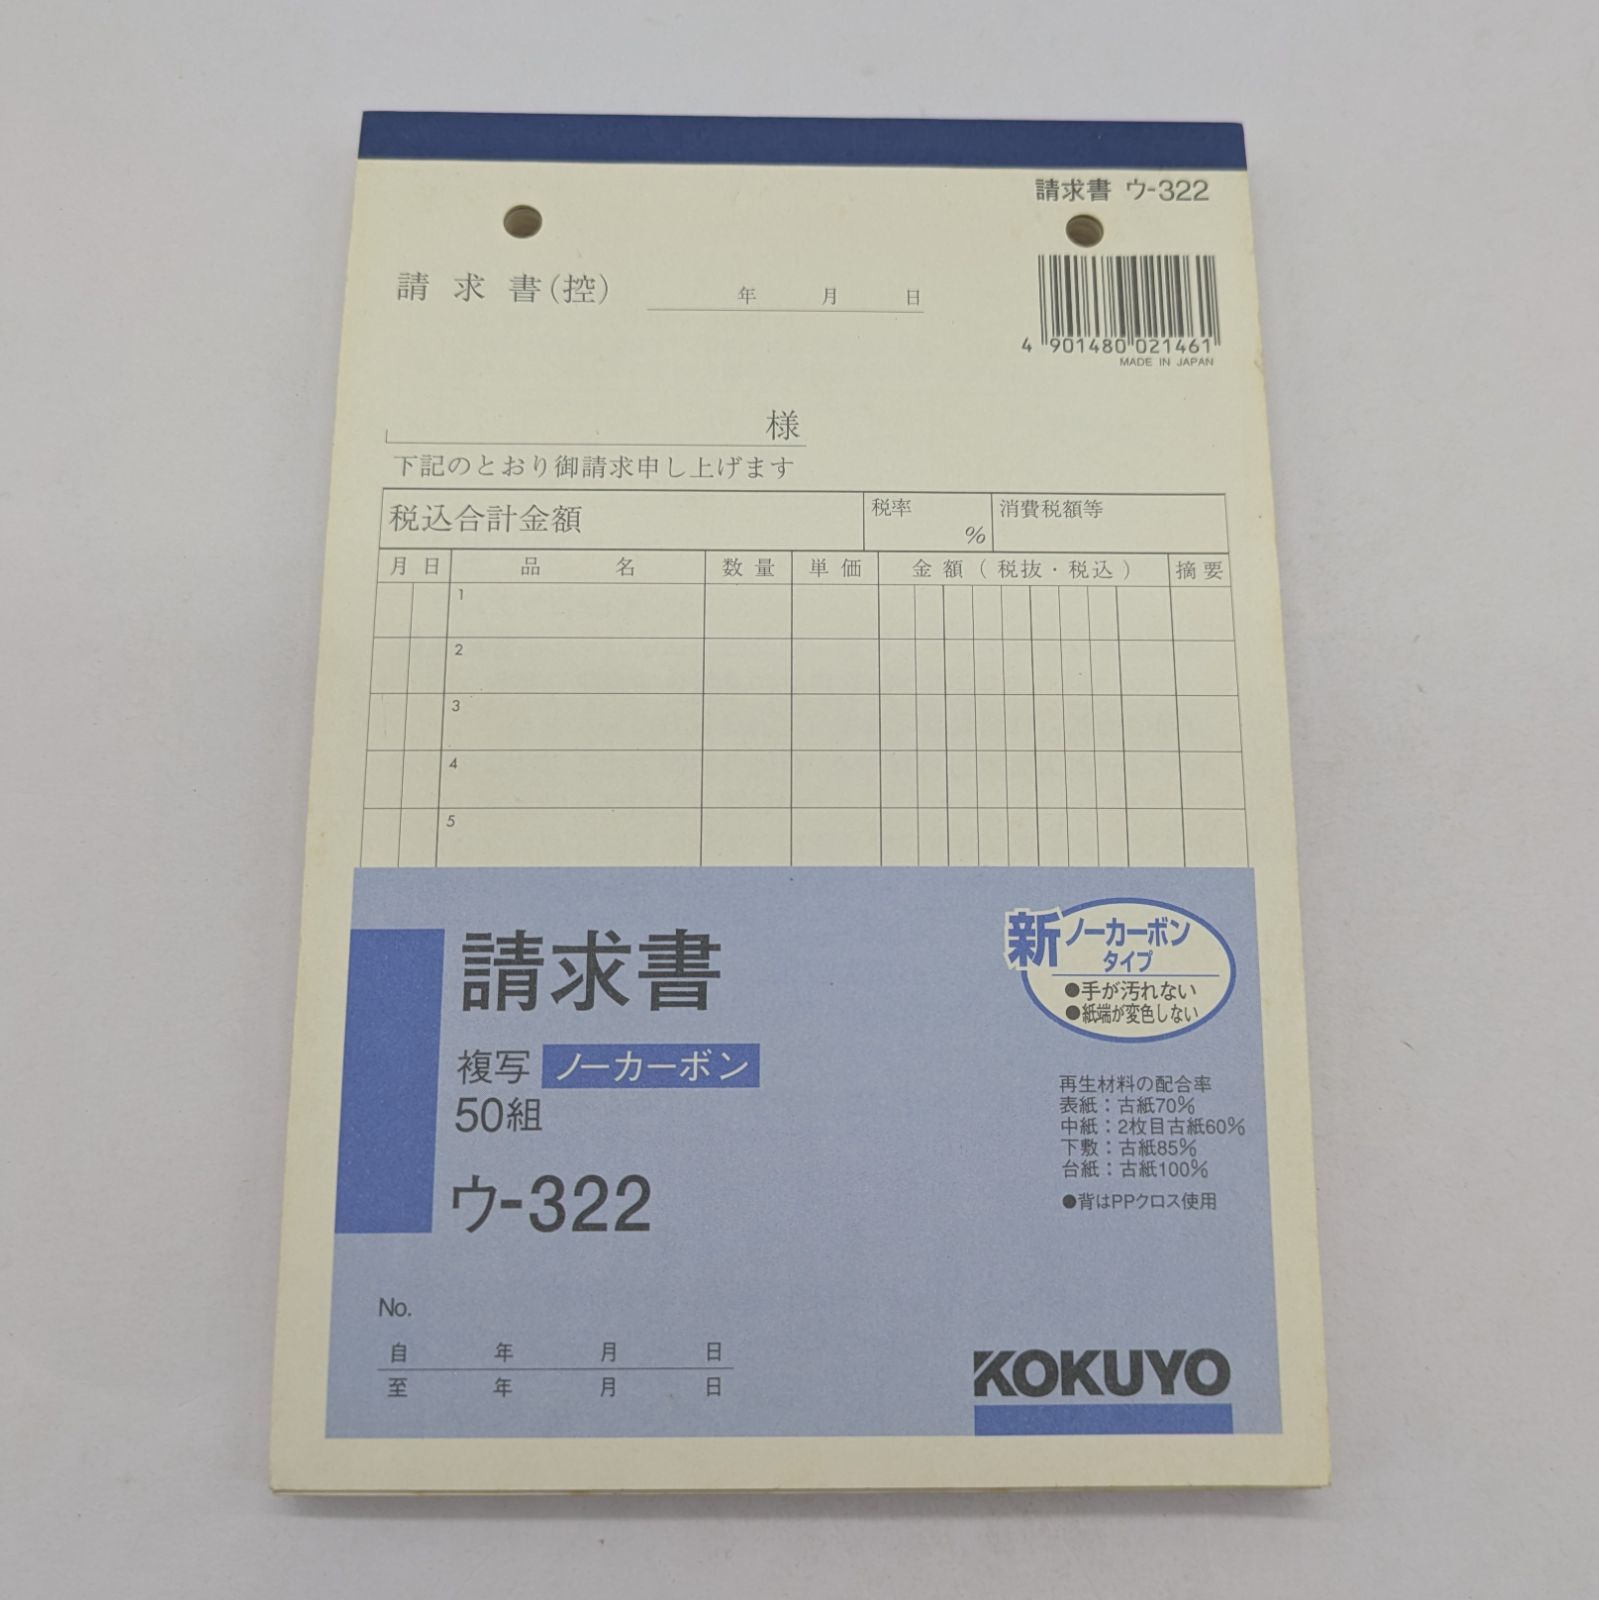 請求書 ウ-322
請求書(控)
年 月 日
4 901480 021461
MADE IN JAPAN
様
下記のとおり御請求申し上げます
税込合計金額 税率 % 消費税額等
月 日 品名 数量 単価 金額(税抜・税込) 摘要
1
2
3
4
5
請求書
複写 ノーカーボン
50組
ウ-322
新ノーカーボン
タイプ
●手が汚れない
●紙端が変色しない
再生材料の配合率
表紙:古紙70%
中紙:2枚目古紙60%
下敷:古紙85%
台紙:古紙100%
●背はPPクロス使用
No.
自 年 月 日
至 年 月 日
KOKUYO